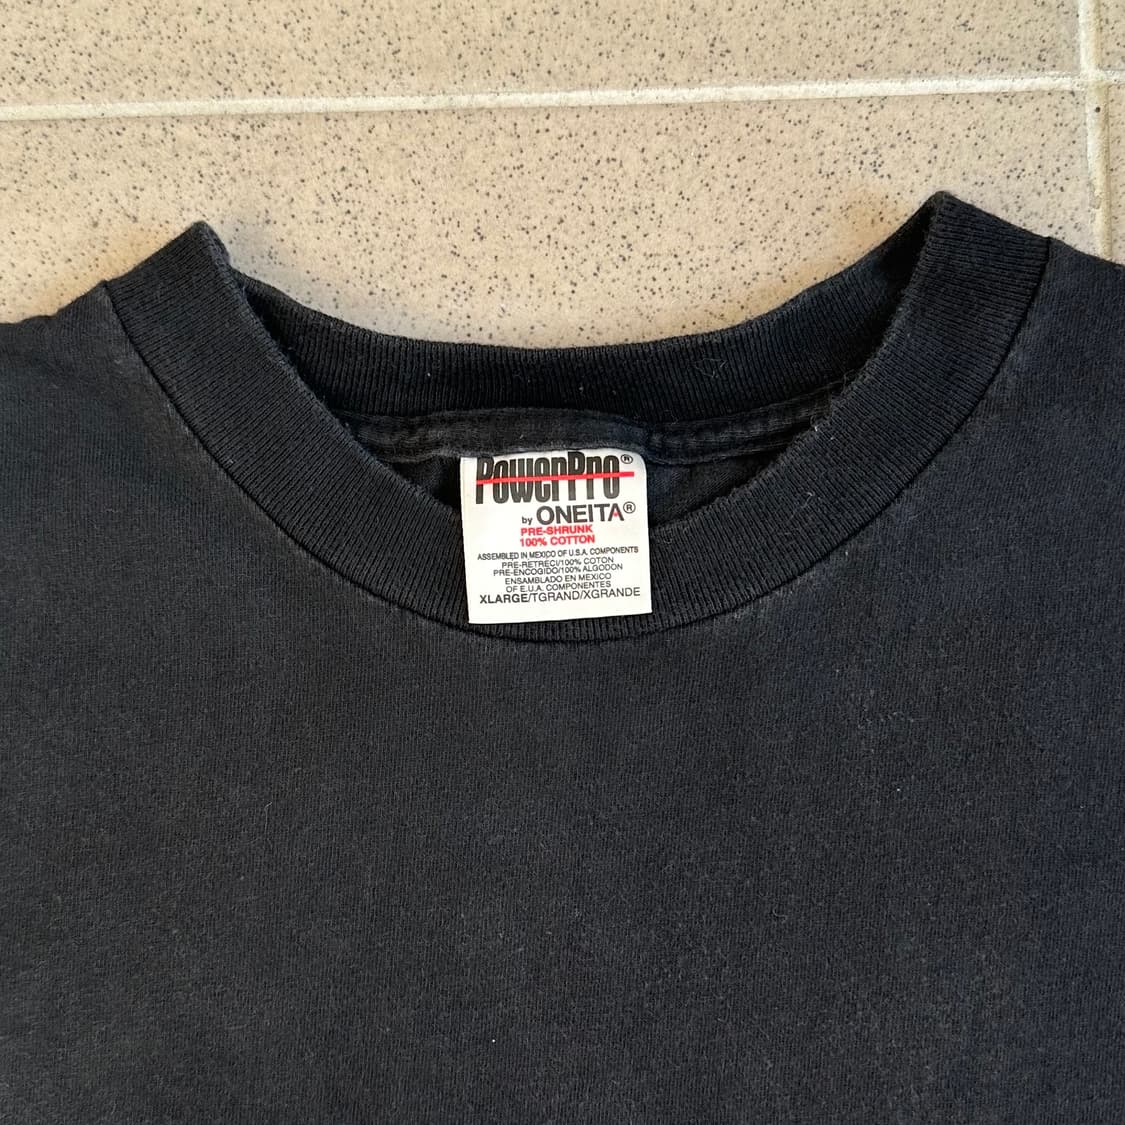 PowerPro®
by ONEITA®
PRE-SHRUNK
100% COTTON
ASSEMBLED IN MEXICO OF U.S.A. COMPONENTS
PRE-RETRECI/100% COTON
PRE-ENCOGIDO/100% ALGODON
ENSAMBLADO EN MEXICO
OF E.U.A. COMPONENTES
XLARGE/TGRAND/XGRANDE